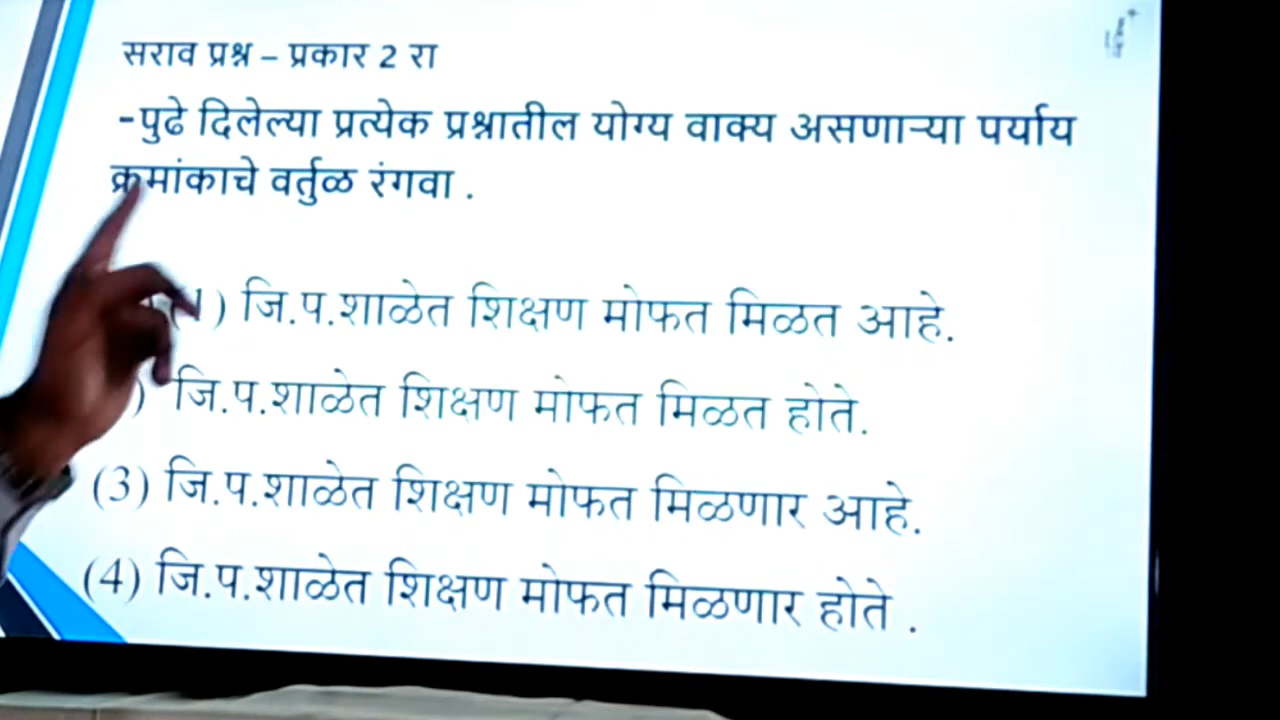 सराव प्रश्न – प्रकार 2 रा
-पुढे दिलेल्या प्रत्येक प्रश्नातील योग्य वाक्य असणाऱ्या पर्याय
क्रमांकाचे वर्तुळ रंगवा .
1) जि.प.शाळेत शिक्षण मोफत मिळत आहे.
) जि.प.शाळेत शिक्षण मोफत मिळत होते.
(3) जि.प.शाळेत शिक्षण मोफत मिळणार आहे.
(4) जि.प.शाळेत शिक्षण मोफत मिळणार होते .